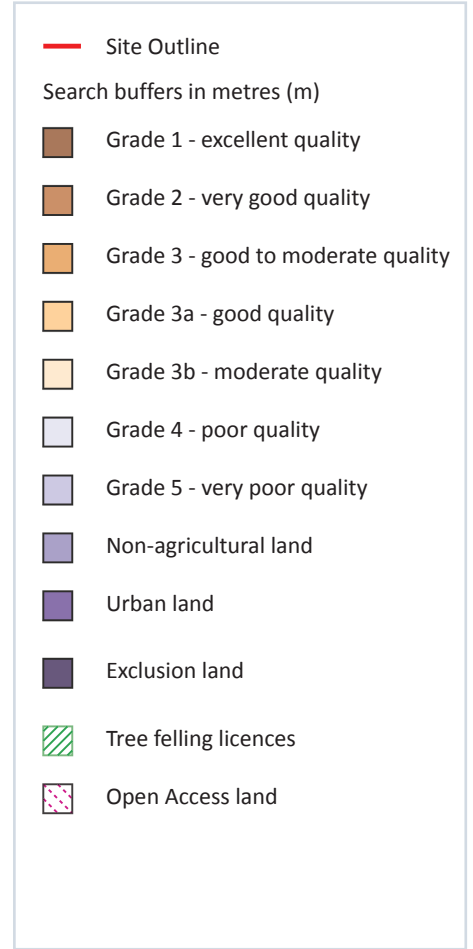 Site Outline
Search buffers in metres (m)
Grade 1 - excellent quality
Grade 2 - very good quality
Grade 3 - good to moderate quality
Grade 3a - good quality
Grade 3b - moderate quality
Grade 4 - poor quality
Grade 5 - very poor quality
Non-agricultural land
Urban land
Exclusion land
Tree felling licences
Open Access land